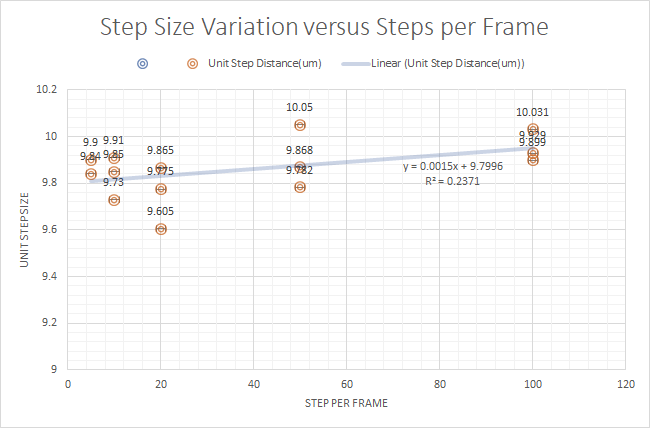 Step Size Variation versus Steps per Frame
Unit Step Distance(um)
Linear (Unit Step Distance(um))
10.2
10
9.8
9.6
9.4
9.2
9
UNIT STEPSIZE
9.9
9.84
9.91
9.85
9.73
9.865
9.775
9.605
10.05
9.868
9.782
10.031
9.929
9.899
y = 0.0015x + 9.7996
R² = 0.2371
0 20 40 60 80 100 120
STEP PER FRAME